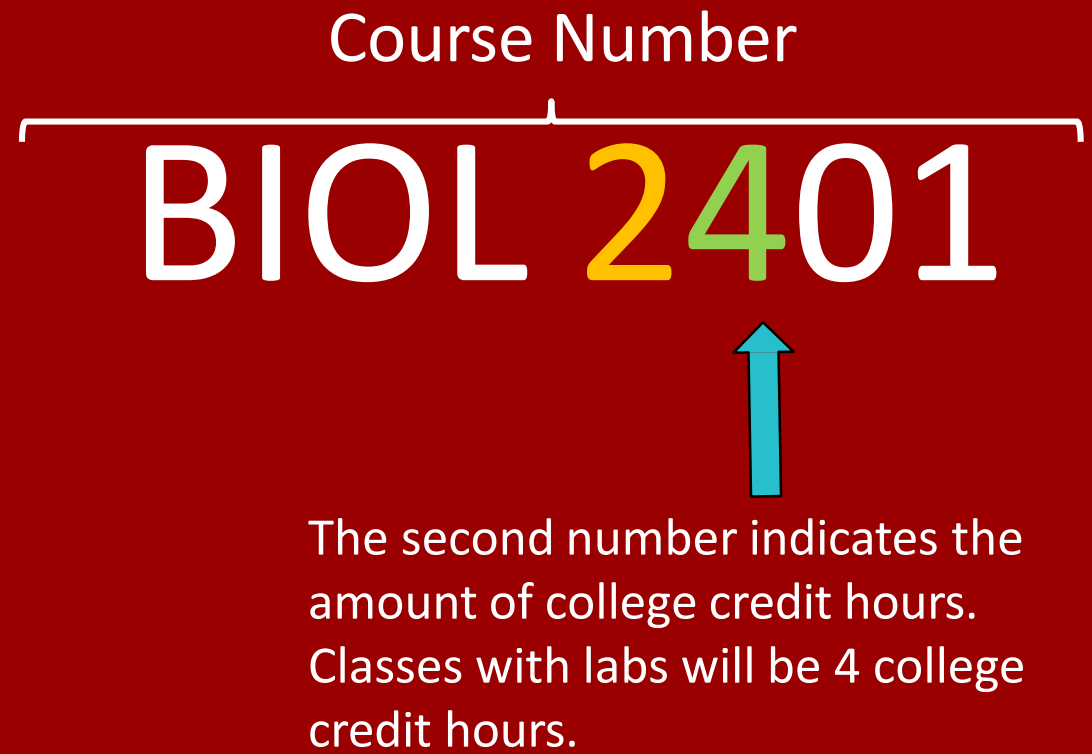 Course Number
BIOL 2401
The second number indicates the
amount of college credit hours.
Classes with labs will be 4 college
credit hours.